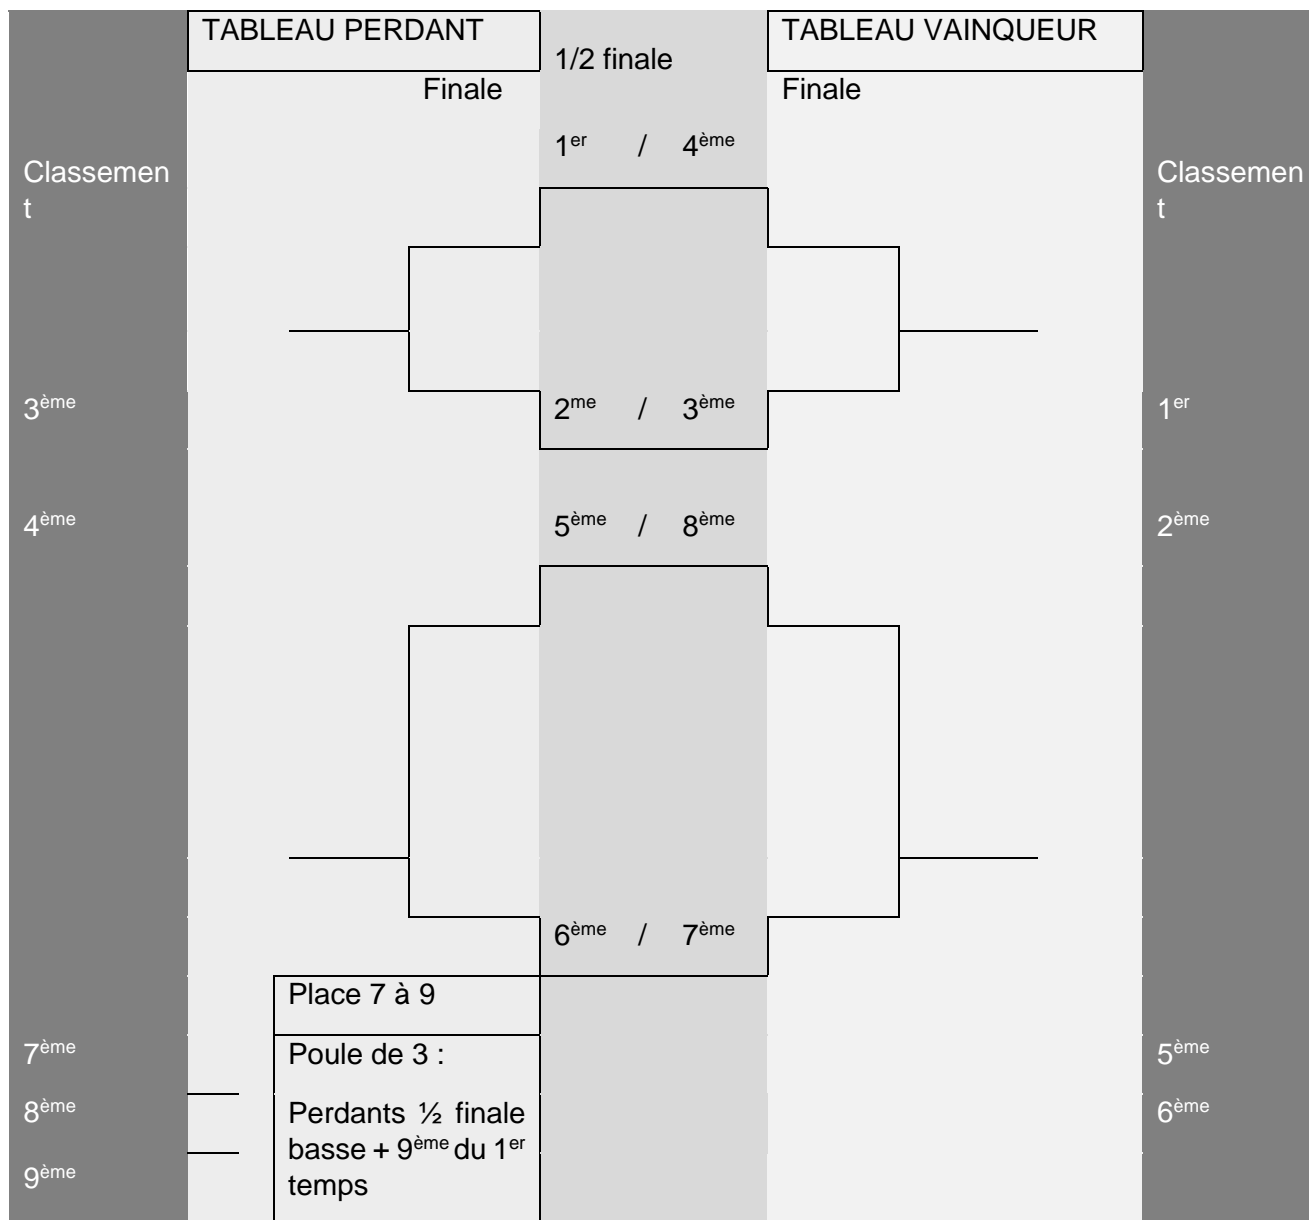 TABLEAU PERDANT
1/2 finale
TABLEAU VAINQUEUR
Finale
Finale
1er / 4ème
Classemen
t
Classemen
t
3ème
2me / 3ème
1er
4ème
5ème / 8ème
2ème
6ème / 7ème
Place 7 à 9
7ème
Poule de 3 :
5ème
8ème
Perdants ½ finale
basse + 9ème du 1er
temps
6ème
9ème